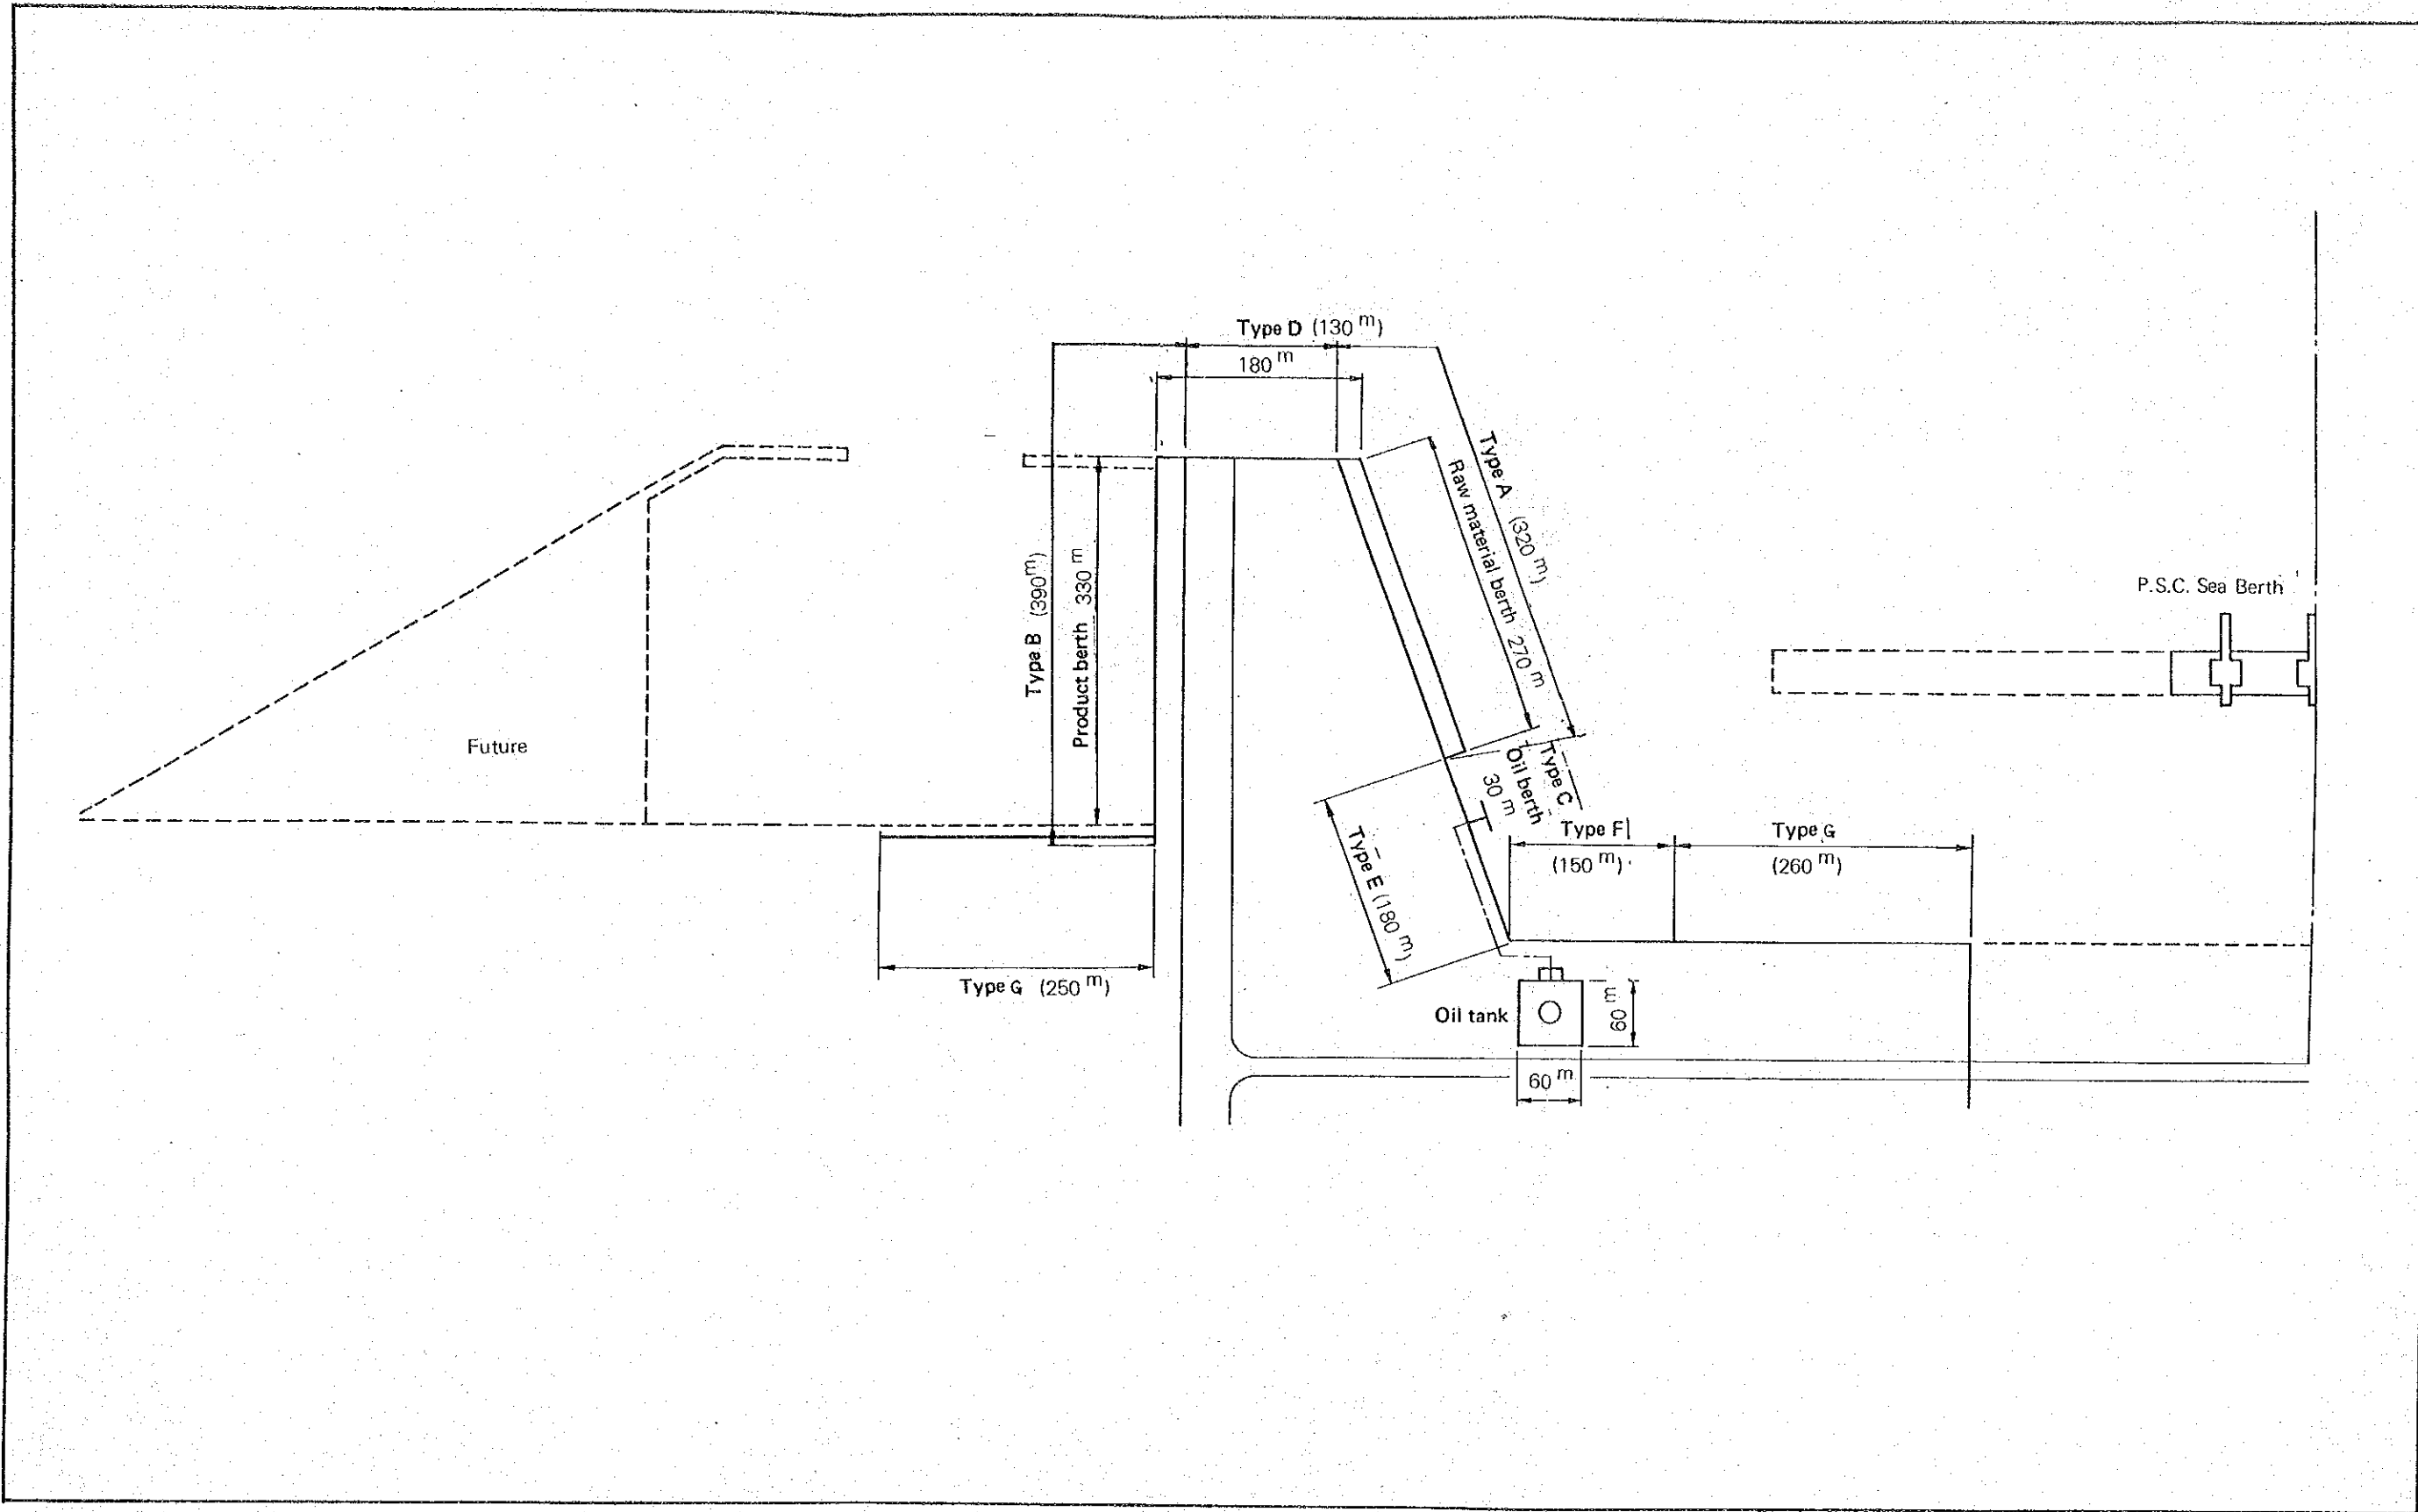 Type D (130 m)
180 m
Type A (320 m)
Raw material berth 270 m
Type B (390 m)
Product berth 330 m
P.S.C. Sea Berth
Future
Type C
Oil berth
30 m
Type E (180 m)
Type F
(150 m)
Type G
(260 m)
Type G (250 m)
Oil tank
60 m
60 m